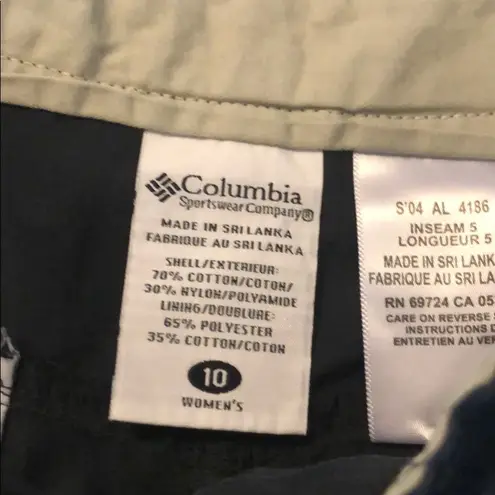 Columbia
Sportswear Company®
MADE IN SRI LANKA
FABRIQUE AU SRI LANKA
SHELL/EXTERIEUR:
70% COTTON/COTON/
30% NYLON/POLYAMIDE
LINING/DOUBLURE:
65% POLYESTER
35% COTTON/COTON
10
WOMEN'S
S'04 AL 4186
INSEAM 5
LONGUEUR 5
MADE IN SRI LANK
FABRIQUE AU SRI LA
RN 69724 CA 05
CARE ON REVERSE
INSTRUCTIONS D
ENTRETIEN AU VE